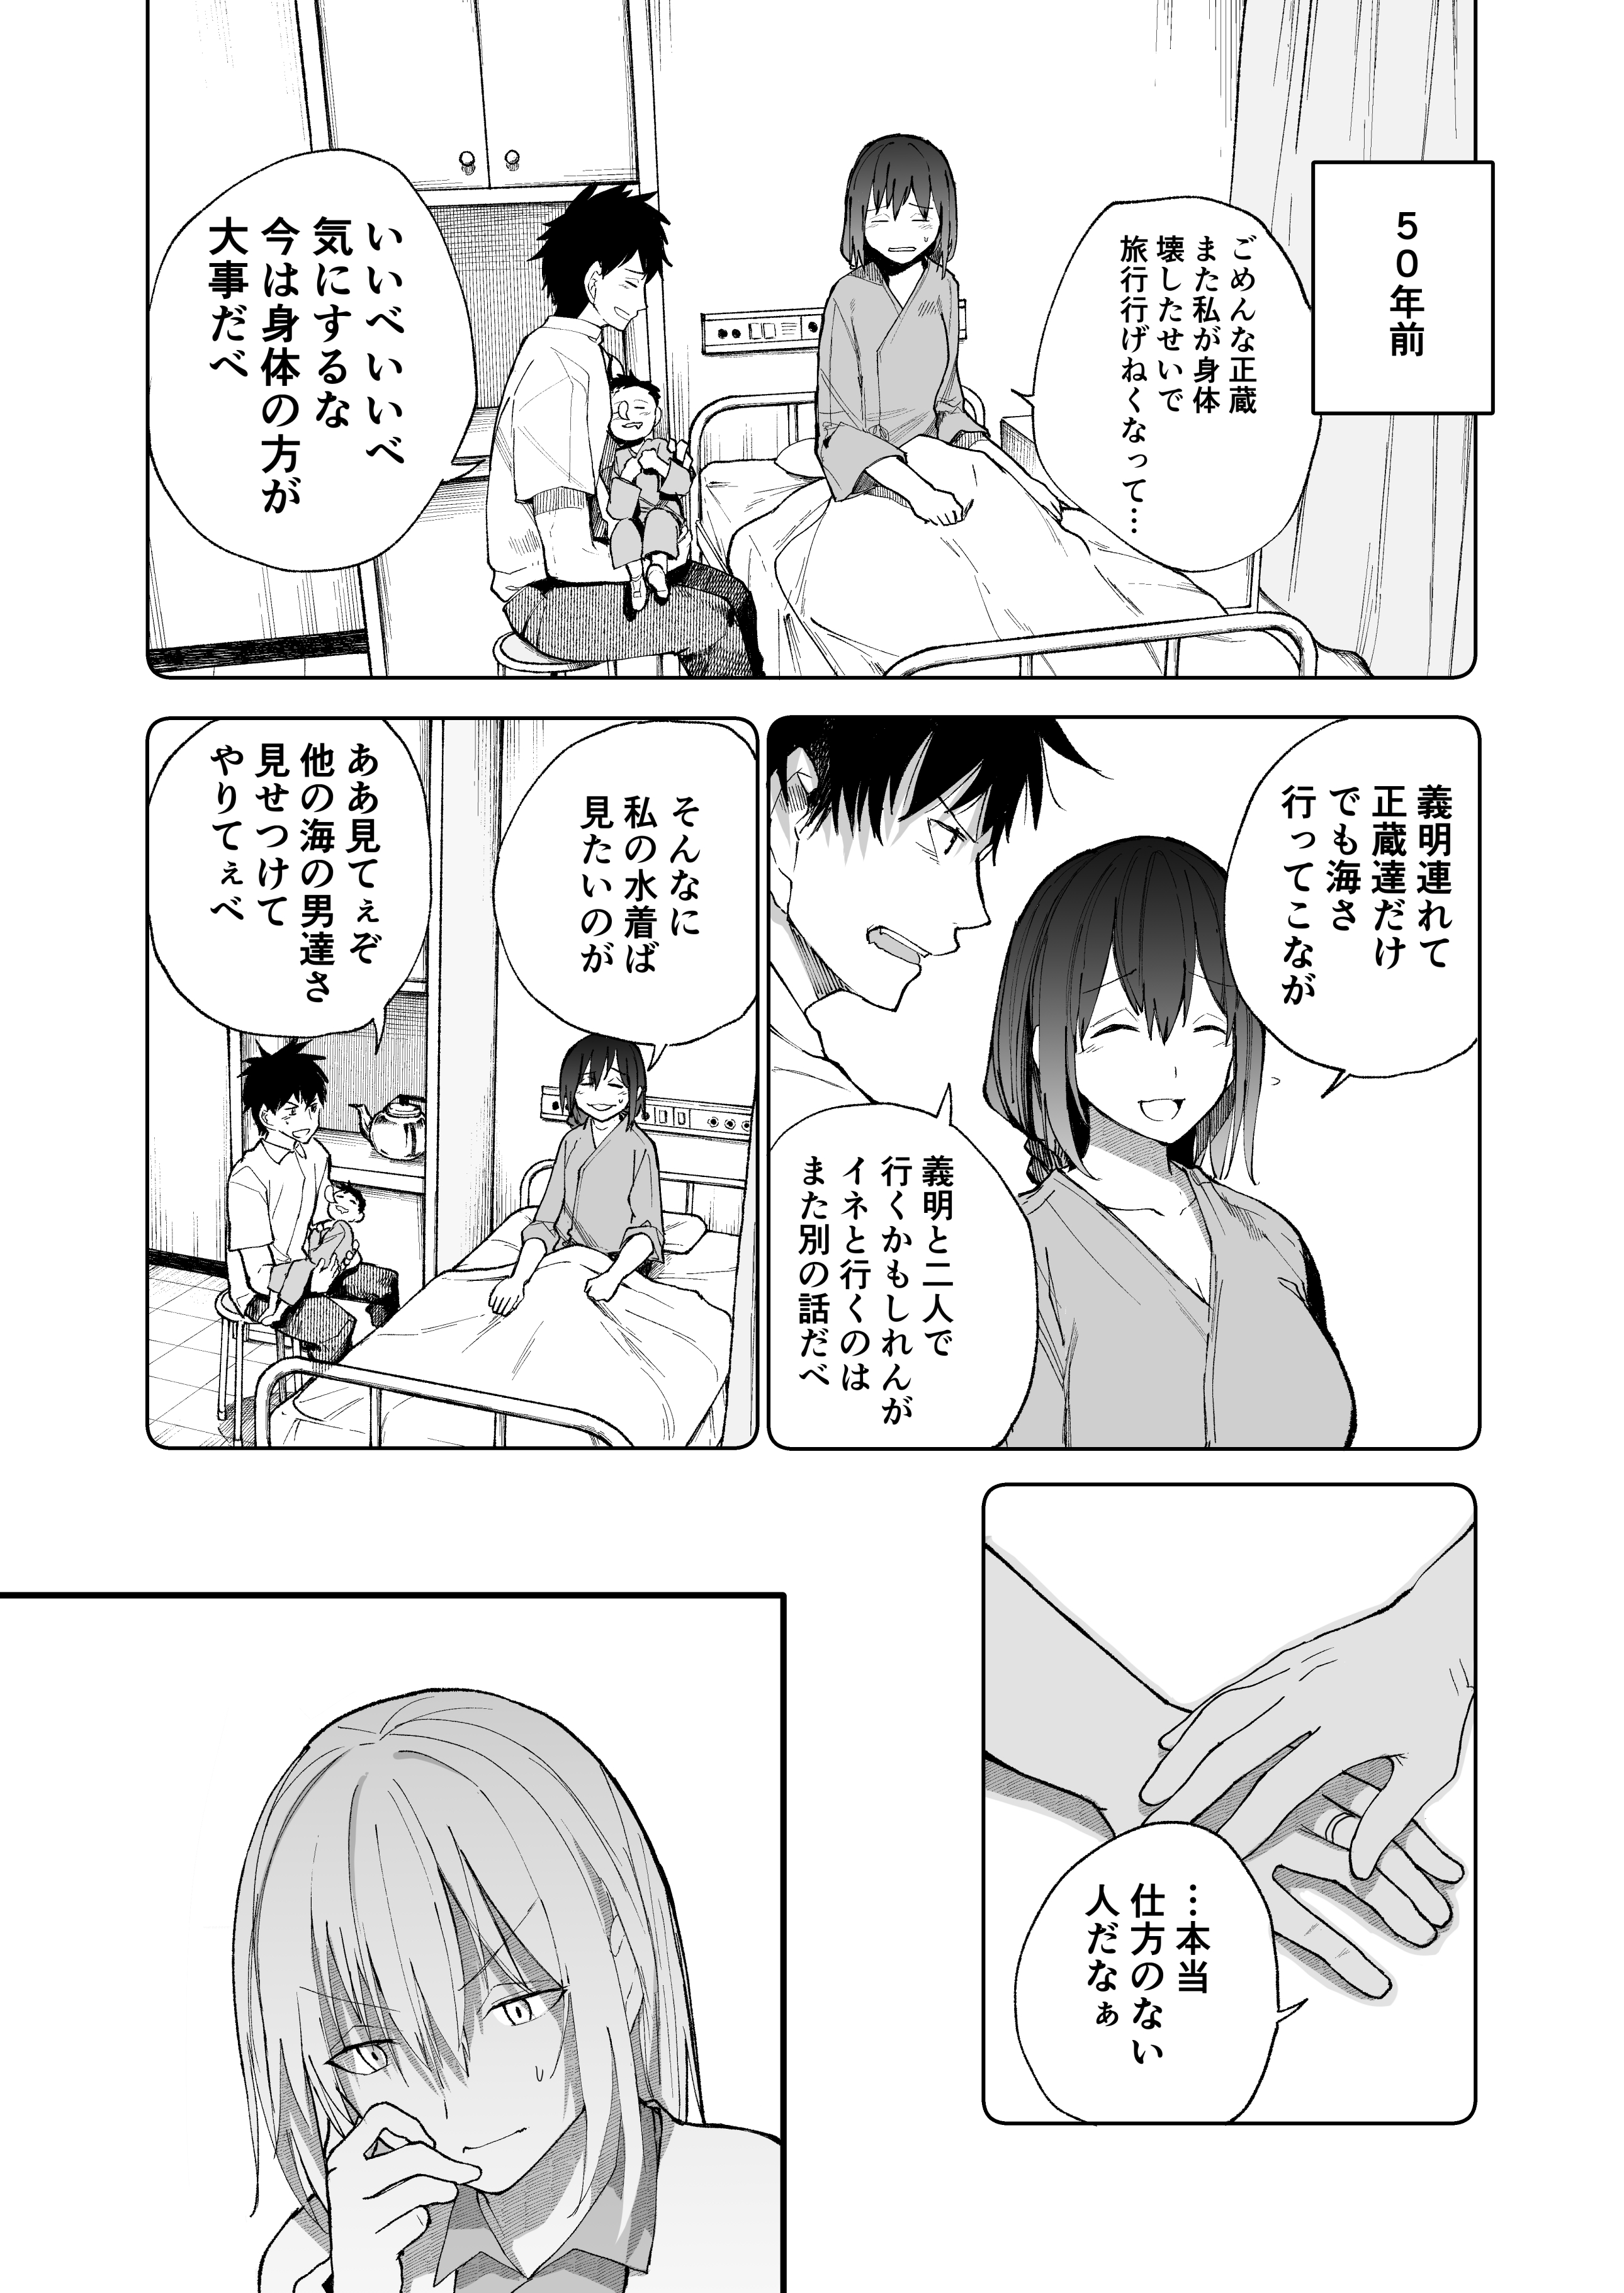 50年前
ごめんな正蔵
また私が身体
壊したせいで
旅行行げねくなって…
いいべいいべ
気にするな
今は身体の方が
大事だべ
義明連れて
正蔵達だけ
でも海さ
行ってこなが
義明と二人で
行くかもしれんが
イネと行くのは
また別の話だべ
そんなに
私の水着ば
見たいのが
ああ見てぇぞ
他の海の男達さ
見せつけて
やりてぇべ
…本当
仕方のない
人だなぁ